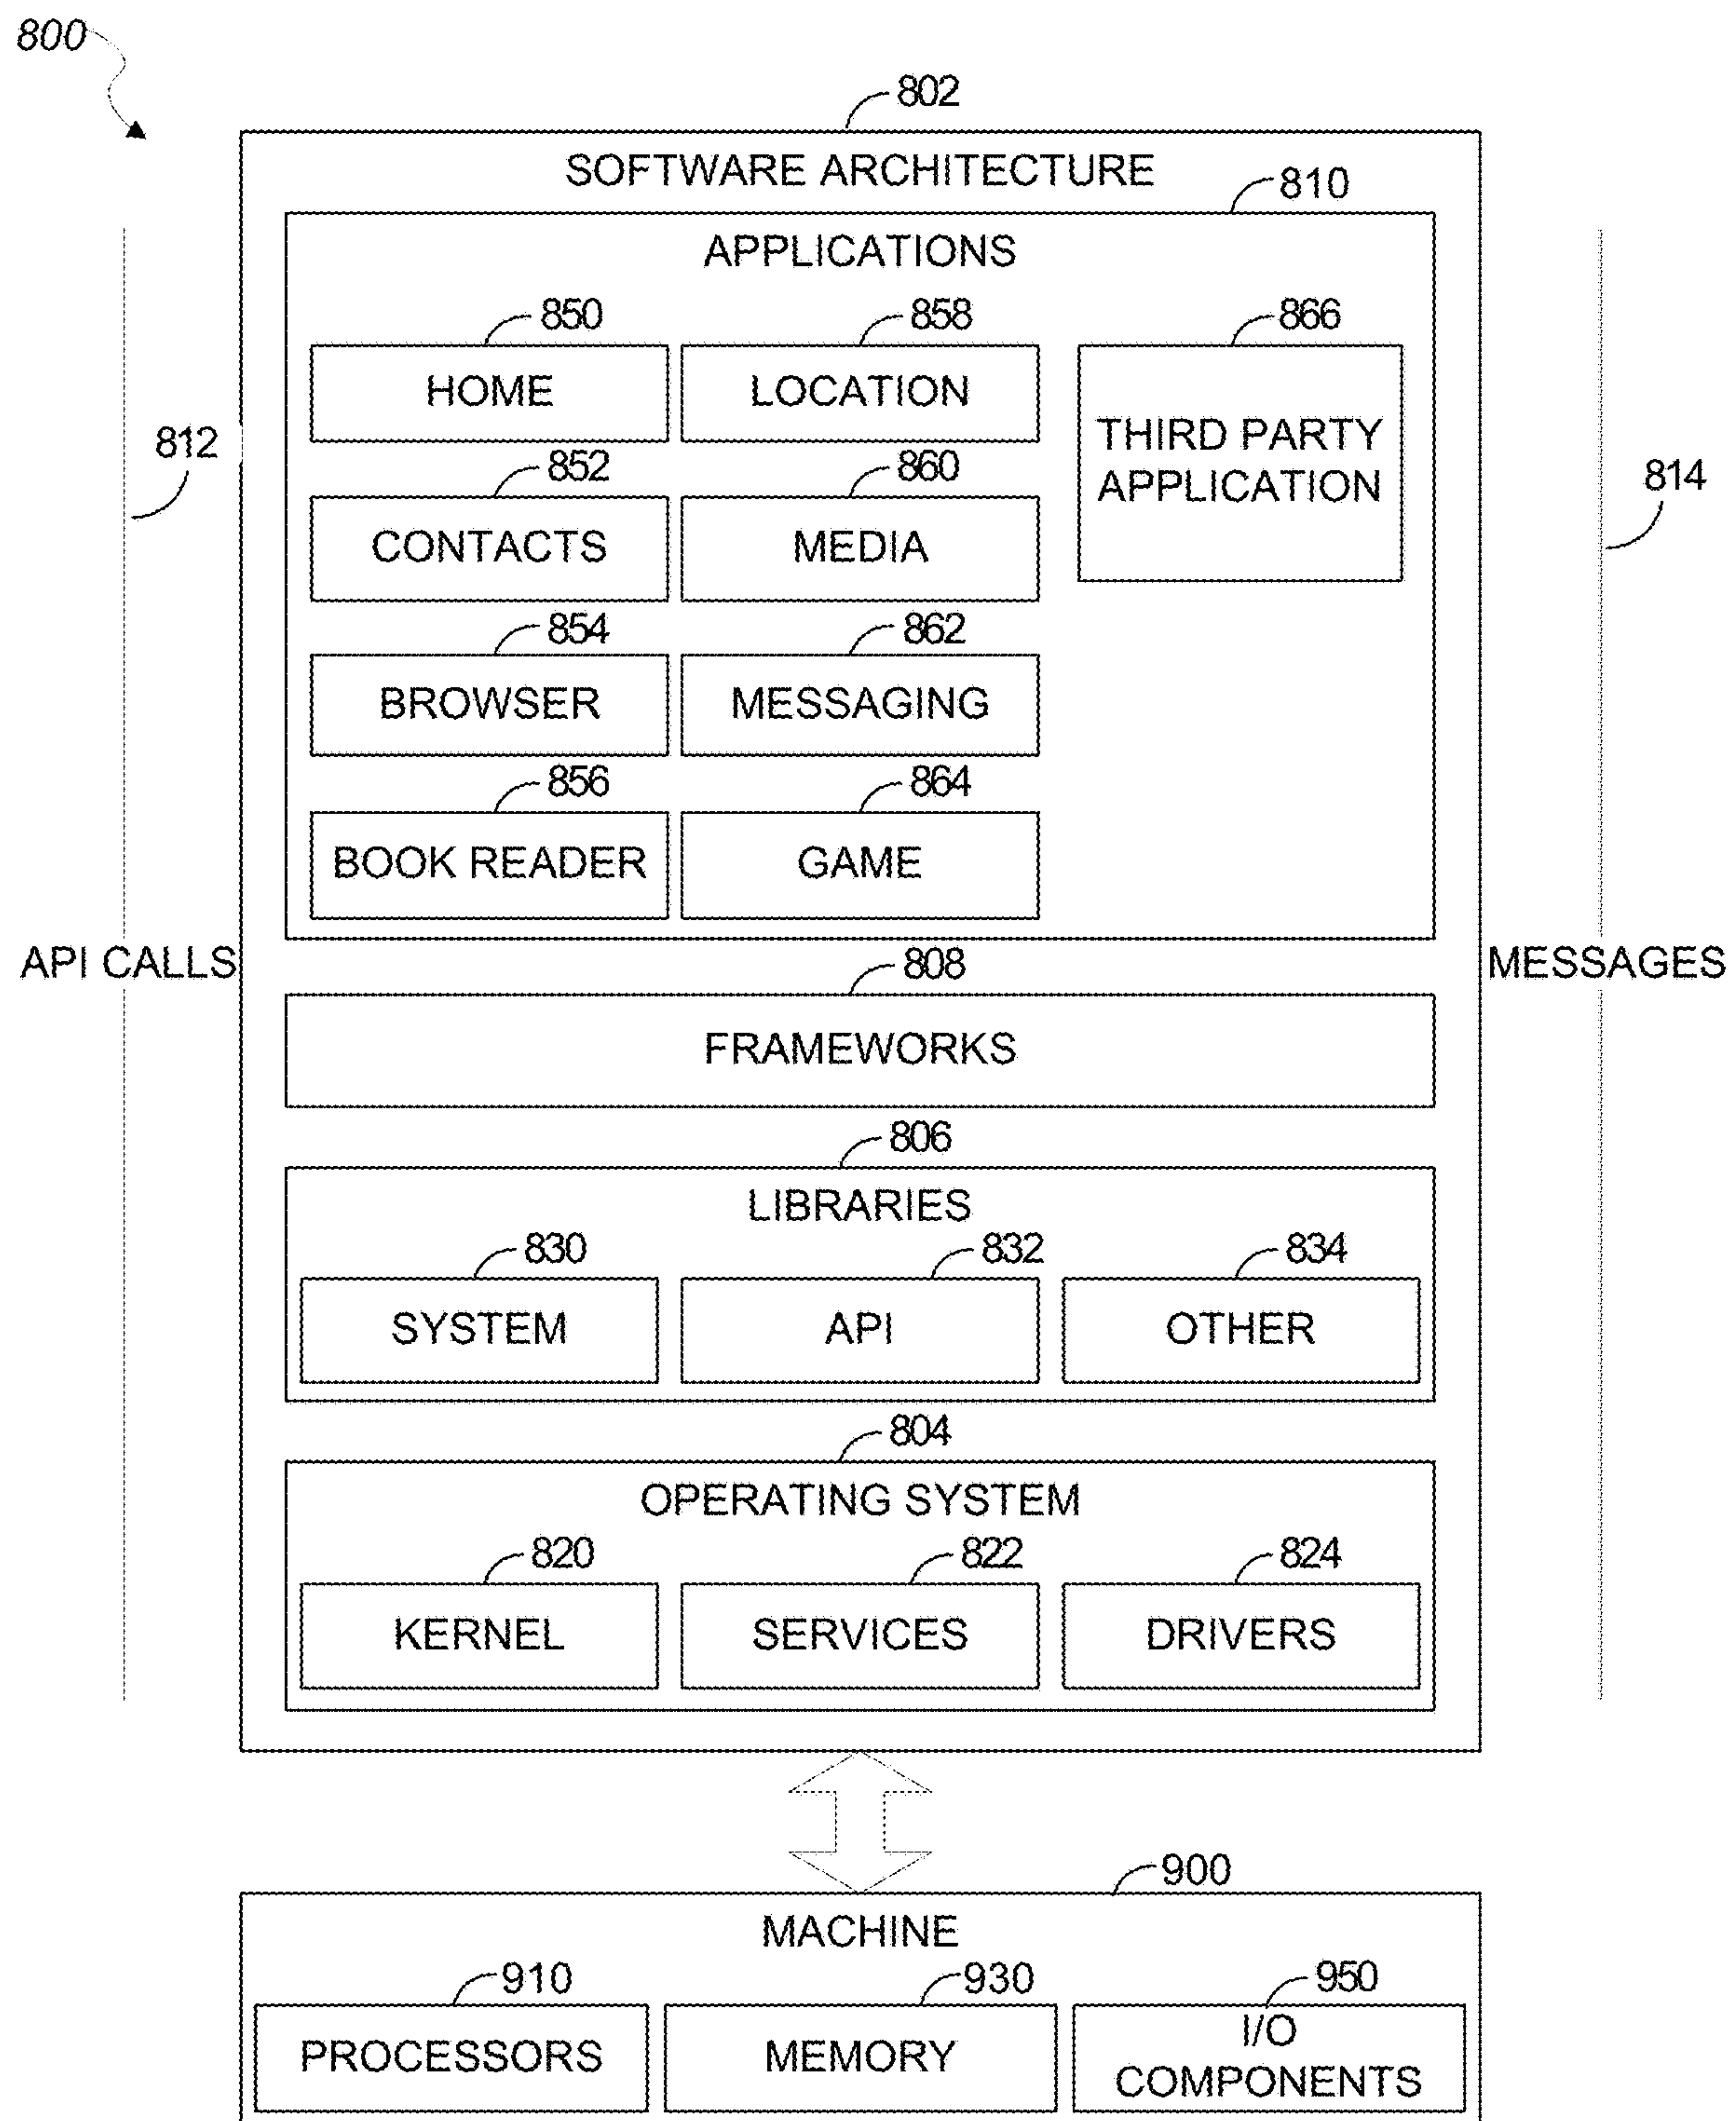 800
802
SOFTWARE ARCHITECTURE
810
APPLICATIONS
850
858
866
HOME
LOCATION
THIRD PARTY
APPLICATION
812
814
852
860
CONTACTS
MEDIA
854
862
BROWSER
MESSAGING
856
864
BOOK READER
GAME
API CALLS
MESSAGES
808
FRAMEWORKS
806
LIBRARIES
830
832
834
SYSTEM
API
OTHER
804
OPERATING SYSTEM
820
822
824
KERNEL
SERVICES
DRIVERS
900
MACHINE
910
930
950
PROCESSORS
MEMORY
I/O
COMPONENTS